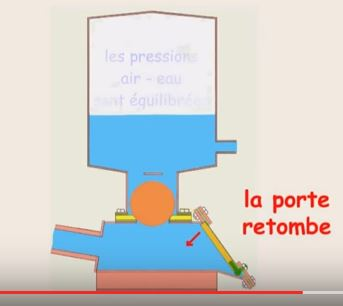 les pressions
air - eau
sont équilibrées
la porte
retombe